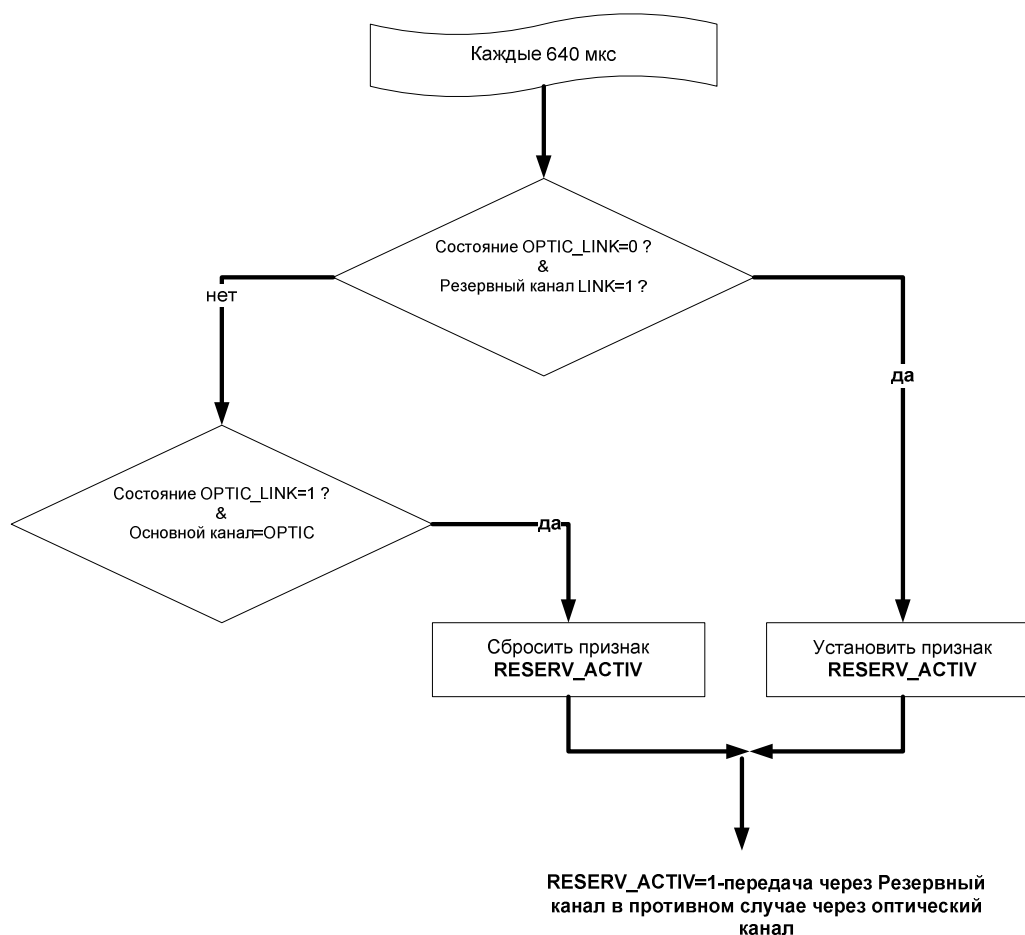 Каждые 640 мкс
Состояние OPTIC_LINK=0 ?
&
Резервный канал LINK=1 ?
нет
да
Состояние OPTIC_LINK=1 ?
&
Основной канал=OPTIC
да
Сбросить признак
RESERV_ACTIV
Установить признак
RESERV_ACTIV
RESERV_ACTIV=1-передача через Резервный
канал в противном случае через оптический
канал